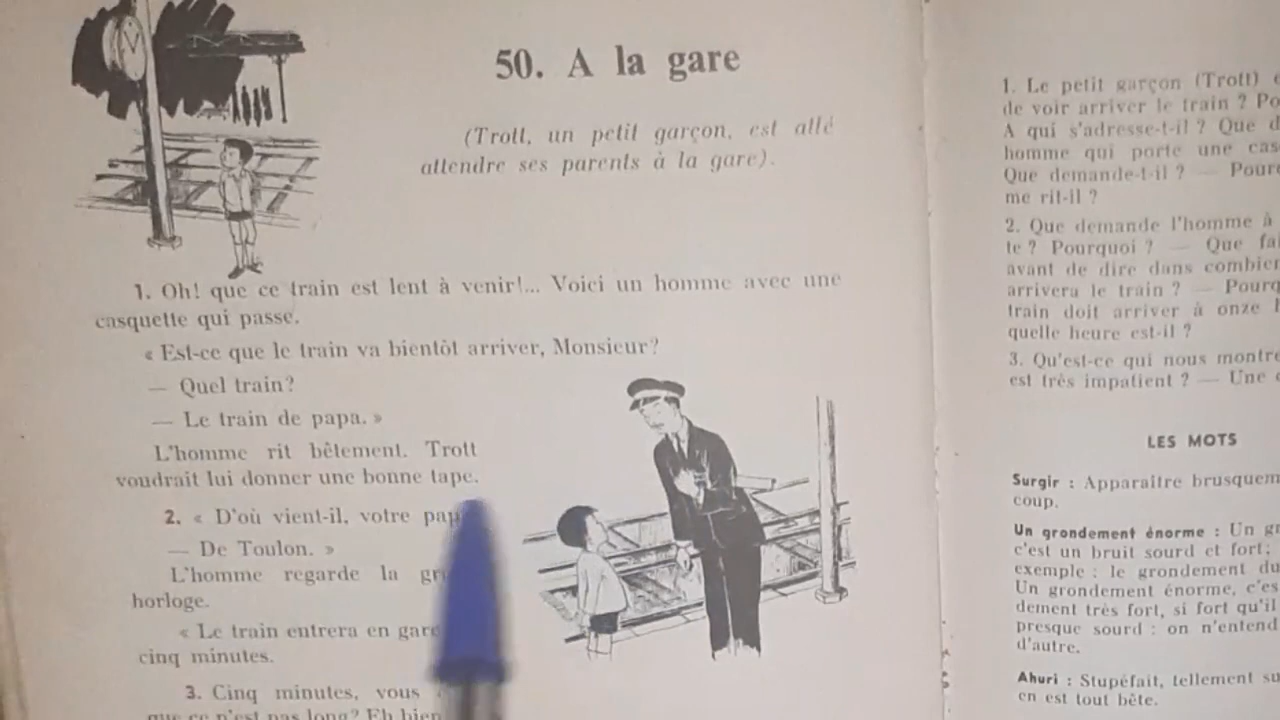 50. A la gare
(Trott, un petit garçon, est allé
attendre ses parents à la gare).
1. Oh! que ce train est lent à venir!... Voici un homme avec une
casquette qui passe.
« Est-ce que le train va bientôt arriver, Monsieur?
— Quel train?
— Le train de papa. »
L'homme rit bêtement. Trott
voudrait lui donner une bonne tape.
2. « D'où vient-il, votre
— De Toulon. »
L'homme regarde la
horloge.
« Le train entrera en gare
cinq minutes.
3. Cinq minutes, vous
que ce n'est pas long? Eh bien
1. Le petit garçon (Trott)
de voir arriver le train ?
A qui s'adresse-t-il ? Que
homme qui porte une
Que demande-t-il ? —
me rit-il ?
2. Que demande l'homme à
te ? Pourquoi ? — Que
avant de dire dans
arrivera le train ? —
train doit arriver à onze
quelle heure est-il ?
3. Qu'est-ce qui nous
est très impatient ? — Une
LES MOTS
Surgir : Apparaître
coup.
Un grondement énorme : Un
c'est un bruit sourd et fort;
exemple : le grondement
Un grondement énorme,
dement très fort, si fort qu'il
presque sourd : on n'entend
d'autre.
Ahuri : Stupéfait, tellement
en est tout bête.